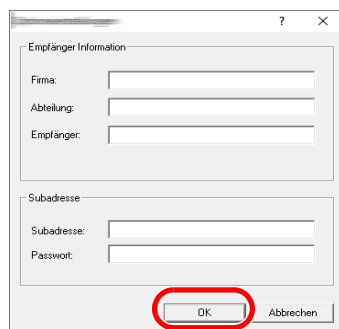 ?
Empfänger Information
Firma:
Abteilung:
Empfänger:
Subadresse
Subadresse:
Passwort:
OK
Abbrechen